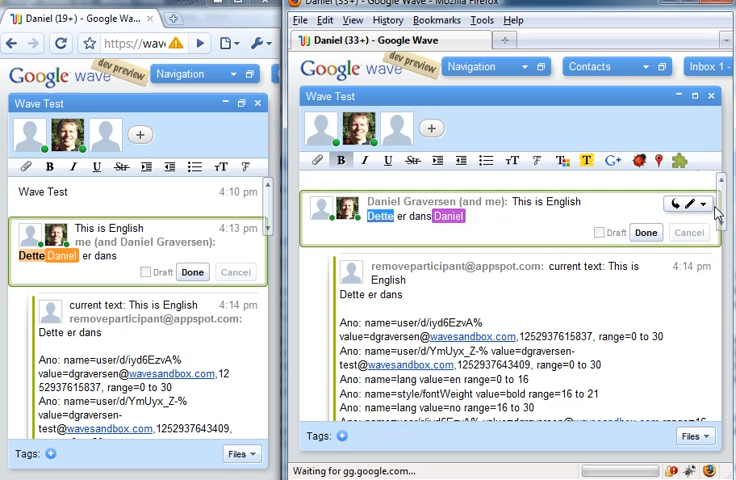 Daniel (19+) - Google Wave
https://wave
Google wave
dev preview
Navigation
Wave Test
B I U Str
Wave Test 4:10 pm
This is English 4:13 pm
me (and Daniel Graversen):
Dette Daniel er dans
Draft Done Cancel
current text: This is English 4:14 pm
removeparticipant@appspot.com:
Dette er dans
Ano: name=user/d/iyd6EzvA%
value=dgraversen@wavesandbox.com,12
52937615837, range=0 to 30
Ano: name=user/d/YmUyx_Z-%
value=dgraversen-
test@wavesandbox.com,1252937643409,
Tags:
Files
Daniel (33+) - Google Wave - Mozilla Firefox
File Edit View History Bookmarks Tools Help
Daniel (33+) - Google Wave
Google wave
dev preview
Navigation Contacts Inbox 1 -
Wave Test
B I U Str
Daniel Graversen (and me): This is English
Dette er dans Daniel
Draft Done Cancel
removeparticipant@appspot.com: current text: This is 4:14 pm
English
Dette er dans
Ano: name=user/d/iyd6EzvA%
value=dgraversen@wavesandbox.com,1252937615837, range=0 to 30
Ano: name=user/d/YmUyx_Z-% value=dgraversen-
test@wavesandbox.com,1252937643409, range=0 to 30
Ano: name=lang value=en range=0 to 16
Ano: name=style/fontWeight value=bold range=16 to 21
Ano: name=lang value=no range=16 to 30
Tags:
Files
Waiting for gg.google.com...